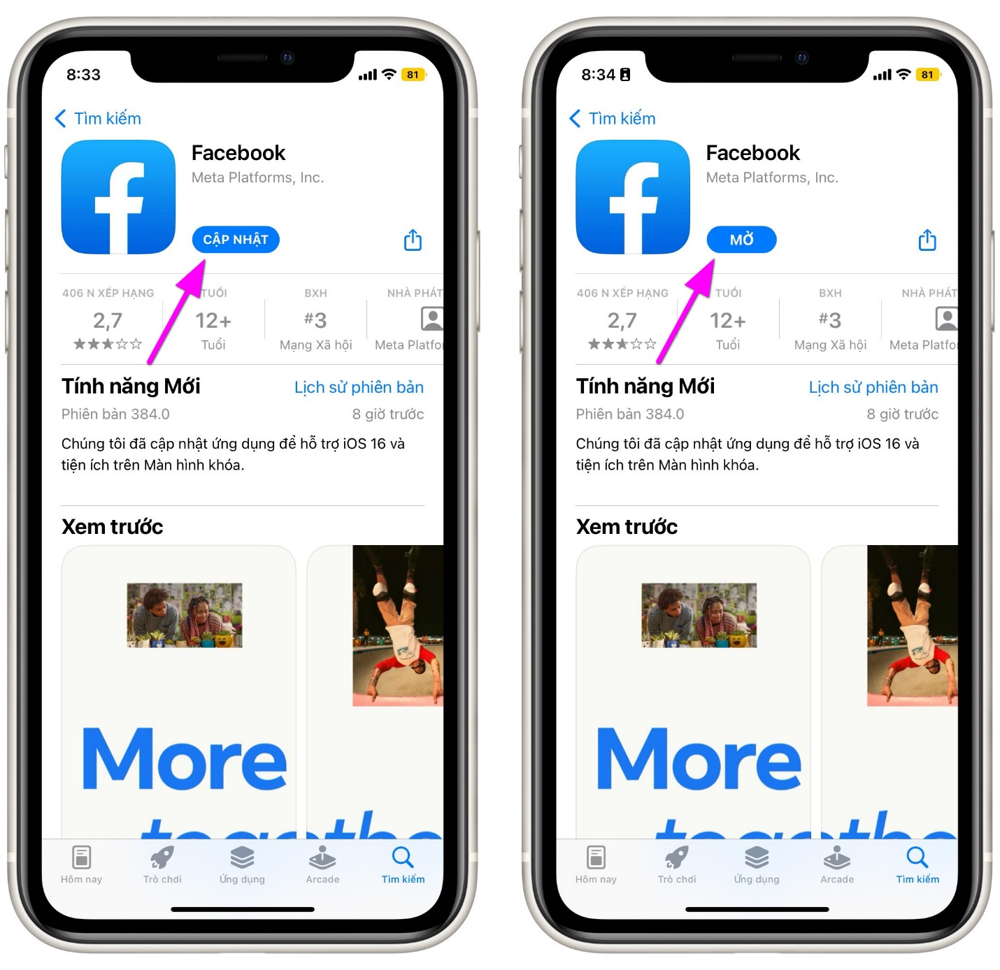 8:33
81
Tìm kiếm
Facebook
Meta Platforms, Inc.
CẬP NHẬT
406 N XẾP HẠNG
TUỔI
BXH
NHÀ PHÁT
2,7
12+
#3
Tuổi
Mạng Xã hội
Meta Platfor
Tính năng Mới
Lịch sử phiên bản
Phiên bản 384.0
8 giờ trước
Chúng tôi đã cập nhật ứng dụng để hỗ trợ iOS 16 và
tiện ích trên Màn hình khóa.
Xem trước
More
togethe
Hôm nay
Trò chơi
Ứng dụng
Arcade
Tìm kiếm
8:34
81
Tìm kiếm
Facebook
Meta Platforms, Inc.
MỞ
406 N XẾP HẠNG
TUỔI
BXH
NHÀ PHÁT
2,7
12+
#3
Tuổi
Mạng Xã hội
Meta Platfor
Tính năng Mới
Lịch sử phiên bản
Phiên bản 384.0
8 giờ trước
Chúng tôi đã cập nhật ứng dụng để hỗ trợ iOS 16 và
tiện ích trên Màn hình khóa.
Xem trước
More
togethe
Hôm nay
Trò chơi
Ứng dụng
Arcade
Tìm kiếm